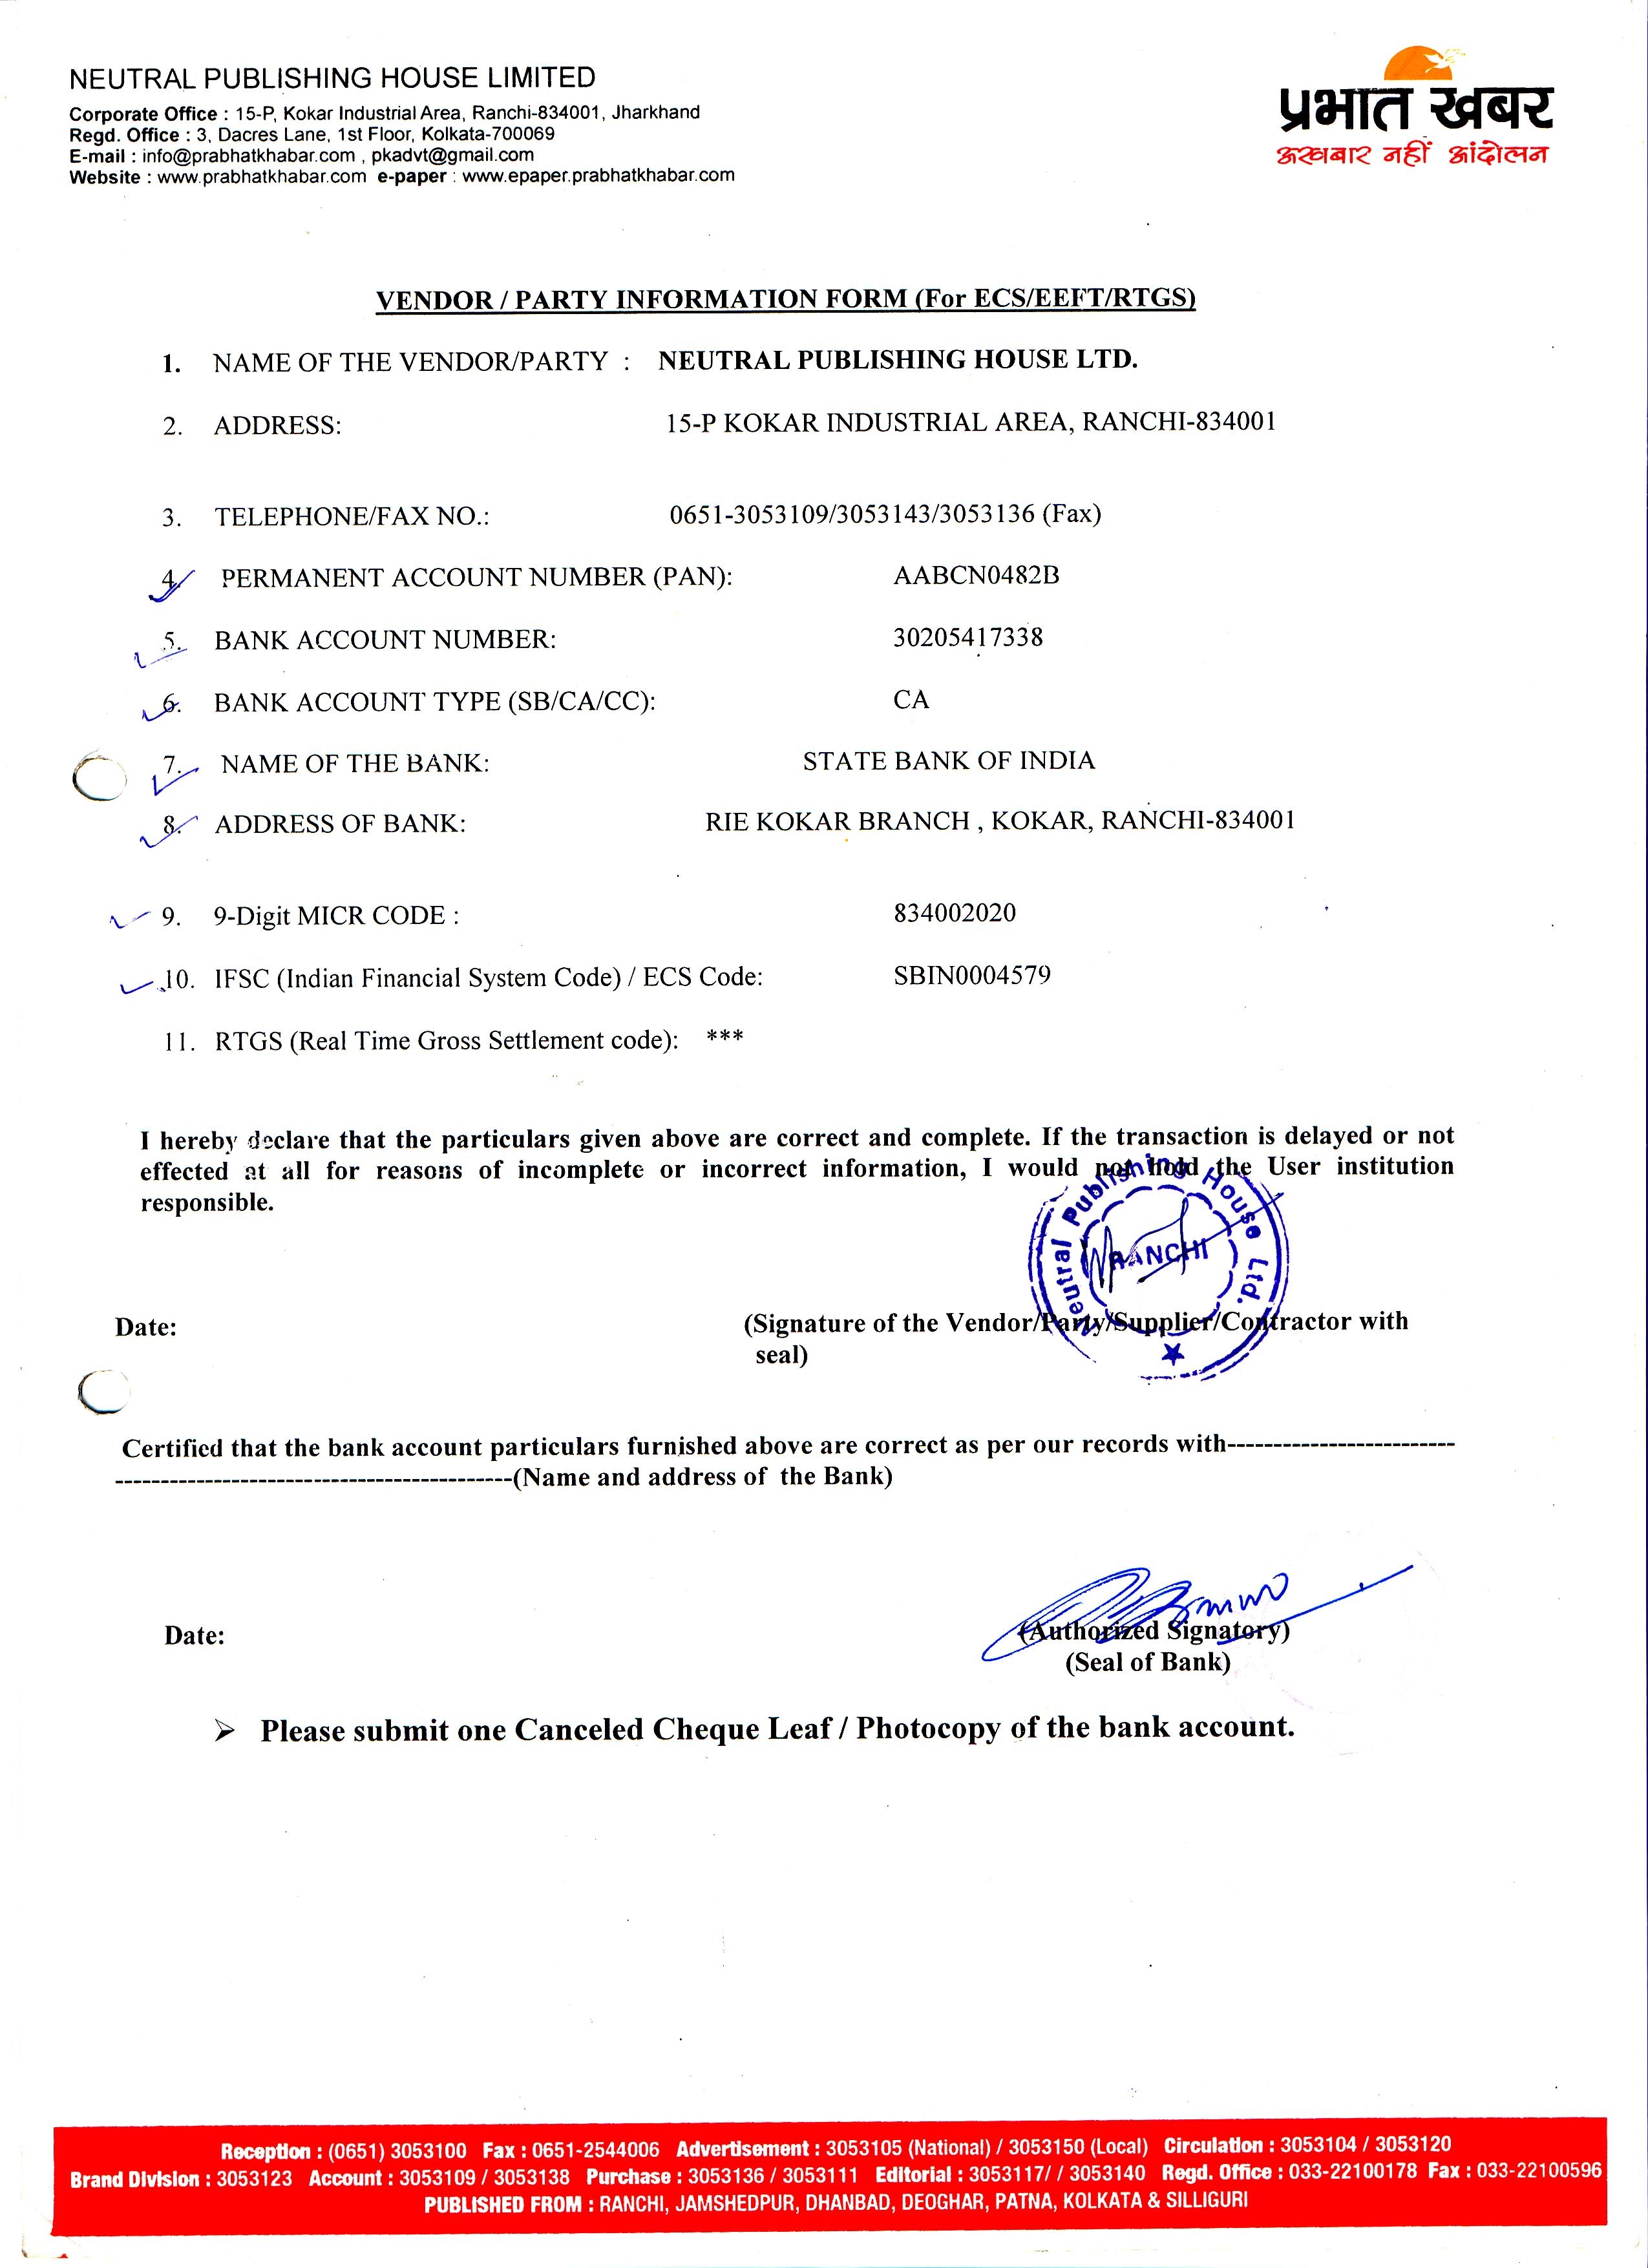 NEUTRAL PUBLISHING HOUSE LIMITED
Corporate Office : 15-P, Kokar Industrial Area, Ranchi-834001, Jharkhand
Regd. Office : 3, Dacres Lane, 1st Floor, Kolkata-700069
E-mail : info@prabhatkhabar.com , pkadvt@gmail.com
Website : www.prabhatkhabar.com e-paper : www.epaper.prabhatkhabar.com
प्रभात खबर
अखबार नहीं आंदोलन
VENDOR / PARTY INFORMATION FORM (For ECS/EEFT/RTGS)
1. NAME OF THE VENDOR/PARTY : NEUTRAL PUBLISHING HOUSE LTD.
2. ADDRESS: 15-P KOKAR INDUSTRIAL AREA, RANCHI-834001
3. TELEPHONE/FAX NO.: 0651-3053109/3053143/3053136 (Fax)
4. PERMANENT ACCOUNT NUMBER (PAN): AABCN0482B
5. BANK ACCOUNT NUMBER: 30205417338
6. BANK ACCOUNT TYPE (SB/CA/CC): CA
7. NAME OF THE BANK: STATE BANK OF INDIA
8. ADDRESS OF BANK: RIE KOKAR BRANCH , KOKAR, RANCHI-834001
9. 9-Digit MICR CODE : 834002020
10. IFSC (Indian Financial System Code) / ECS Code: SBIN0004579
11. RTGS (Real Time Gross Settlement code): ***
I hereby declare that the particulars given above are correct and complete. If the transaction is delayed or not
effected at all for reasons of incomplete or incorrect information, I would not hold the User institution
responsible.
Neutral Publishing House Ltd.
RANCHI
Date: (Signature of the Vendor/Party/Supplier/Contractor with
seal)
Certified that the bank account particulars furnished above are correct as per our records with-------------------------
-------------------------------------------(Name and address of the Bank)
Date: (Authorized Signatory)
(Seal of Bank)
➢ Please submit one Canceled Cheque Leaf / Photocopy of the bank account.
Reception : (0651) 3053100 Fax : 0651-2544006 Advertisement : 3053105 (National) / 3053150 (Local) Circulation : 3053104 / 3053120
Brand Division : 3053123 Account : 3053109 / 3053138 Purchase : 3053136 / 3053111 Editorial : 3053117/ / 3053140 Regd. Office : 033-22100178 Fax : 033-22100596
PUBLISHED FROM : RANCHI, JAMSHEDPUR, DHANBAD, DEOGHAR, PATNA, KOLKATA & SILLIGURI